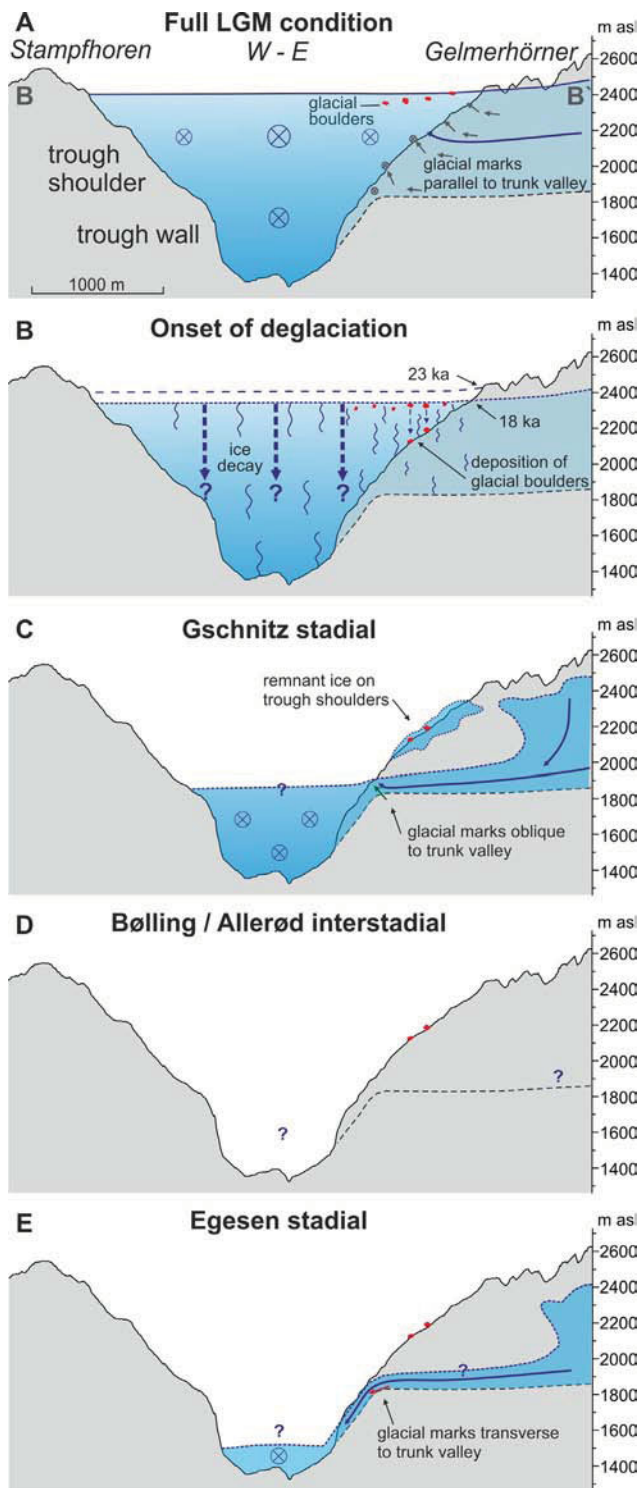 A
Full LGM condition
m asl
Stampfhoren
W - E
Gelmerhörner
2600
2400
2200
2000
1800
1600
1400
B
B'
glacial
boulders
trough
shoulder
glacial marks
parallel to trunk valley
trough wall
1000 m
B
Onset of deglaciation
m asl
2600
2400
2200
2000
1800
1600
1400
23 ka
18 ka
ice
decay
deposition of
glacial boulders
? ? ?
C
Gschnitz stadial
m asl
2600
2400
2200
2000
1800
1600
1400
remnant ice on
trough shoulders
?
glacial marks oblique
to trunk valley
D
Bølling / Allerød interstadial
m asl
2600
2400
2200
2000
1800
1600
1400
?
?
E
Egesen stadial
m asl
2600
2400
2200
2000
1800
1600
1400
?
?
glacial marks transverse
to trunk valley